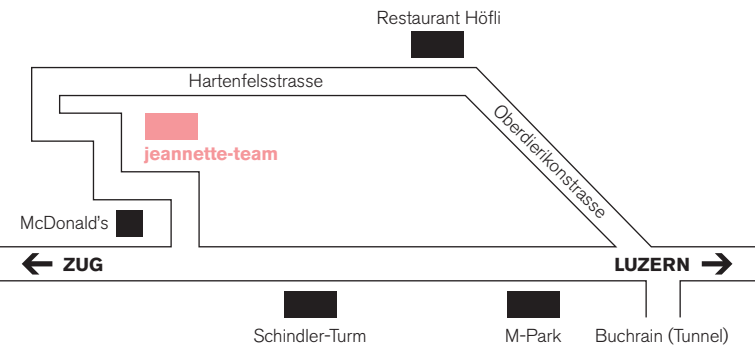 Restaurant Höfli
Hartenfelsstrasse
Oberdierikonstrasse
jeannette-team
McDonald's
← ZUG
LUZERN →
Schindler-Turm
M-Park
Buchrain (Tunnel)